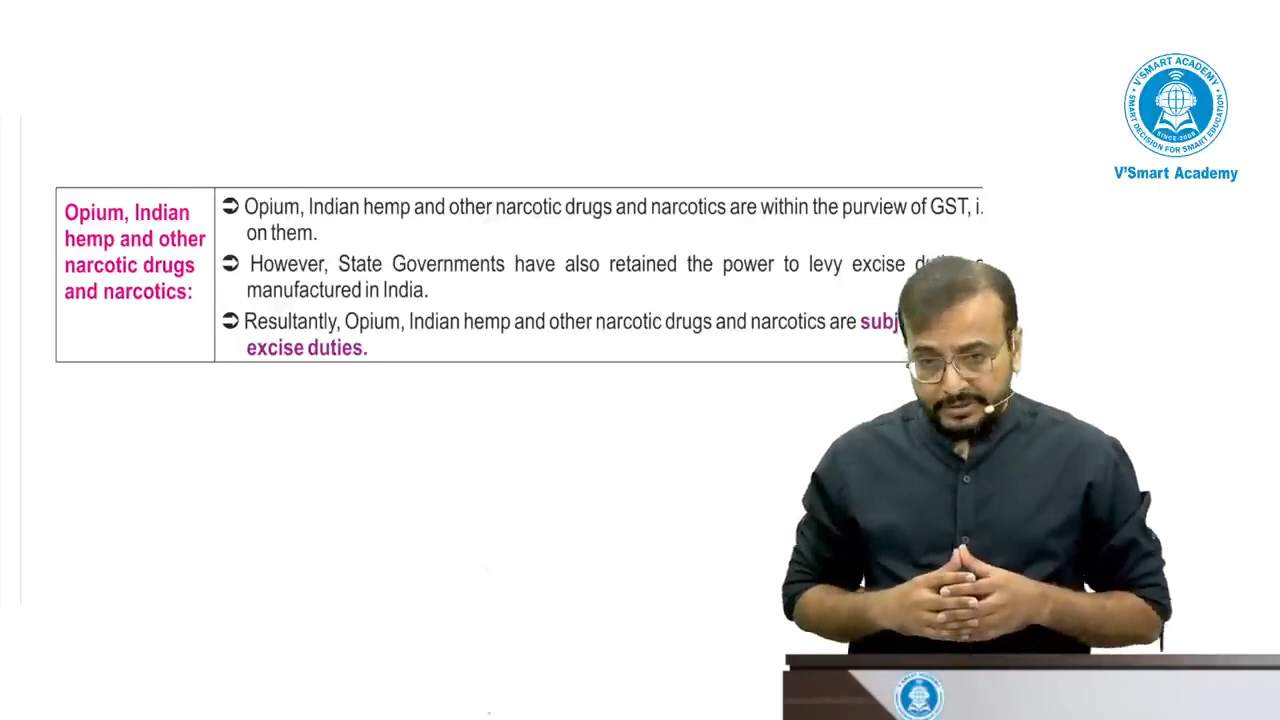 V'SMART ACADEMY
SMART DECISION FOR SMART EDUCATION
SINCE:2008
V'Smart Academy
Opium, Indian
hemp and other
narcotic drugs
and narcotics:
➲ Opium, Indian hemp and other narcotic drugs and narcotics are within the purview of GST, i.
on them.
➲ However, State Governments have also retained the power to levy excise
manufactured in India.
➲ Resultantly, Opium, Indian hemp and other narcotic drugs and narcotics are subj
excise duties.